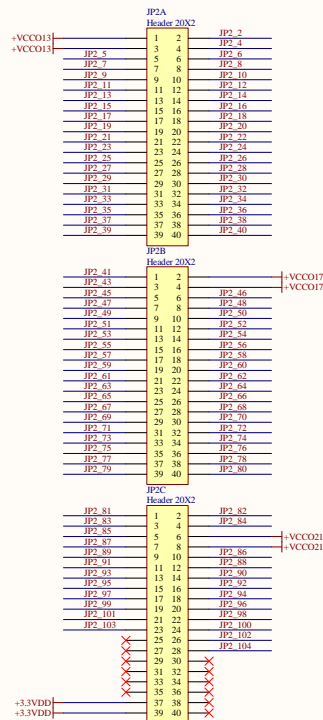 JP2A
Header 20X2
+VCCO13 1 2 JP2_2
+VCCO13 3 4 JP2_4
JP2_5 5 6 JP2_6
JP2_7 7 8 JP2_8
JP2_9 9 10 JP2_10
JP2_11 11 12 JP2_12
JP2_13 13 14 JP2_14
JP2_15 15 16 JP2_16
JP2_17 17 18 JP2_18
JP2_19 19 20 JP2_20
JP2_21 21 22 JP2_22
JP2_23 23 24 JP2_24
JP2_25 25 26 JP2_26
JP2_27 27 28 JP2_28
JP2_29 29 30 JP2_30
JP2_31 31 32 JP2_32
JP2_33 33 34 JP2_34
JP2_35 35 36 JP2_36
JP2_37 37 38 JP2_38
JP2_39 39 40 JP2_40
JP2B
Header 20X2
JP2_41 1 2 +VCCO17
JP2_43 3 4 +VCCO17
JP2_45 5 6 JP2_46
JP2_47 7 8 JP2_48
JP2_49 9 10 JP2_50
JP2_51 11 12 JP2_52
JP2_53 13 14 JP2_54
JP2_55 15 16 JP2_56
JP2_57 17 18 JP2_58
JP2_59 19 20 JP2_60
JP2_61 21 22 JP2_62
JP2_63 23 24 JP2_64
JP2_65 25 26 JP2_66
JP2_67 27 28 JP2_68
JP2_69 29 30 JP2_70
JP2_71 31 32 JP2_72
JP2_73 33 34 JP2_74
JP2_75 35 36 JP2_76
JP2_77 37 38 JP2_78
JP2_79 39 40 JP2_80
JP2C
Header 20X2
JP2_81 1 2 JP2_82
JP2_83 3 4 JP2_84
JP2_85 5 6 +VCCO21
JP2_87 7 8 +VCCO21
JP2_89 9 10 JP2_86
JP2_91 11 12 JP2_88
JP2_93 13 14 JP2_90
JP2_95 15 16 JP2_92
JP2_97 17 18 JP2_94
JP2_99 19 20 JP2_96
JP2_101 21 22 JP2_98
JP2_103 23 24 JP2_100
25 26 JP2_102
27 28 JP2_104
29 30
31 32
33 34
35 36
+3.3VDD 37 38
+3.3VDD 39 40